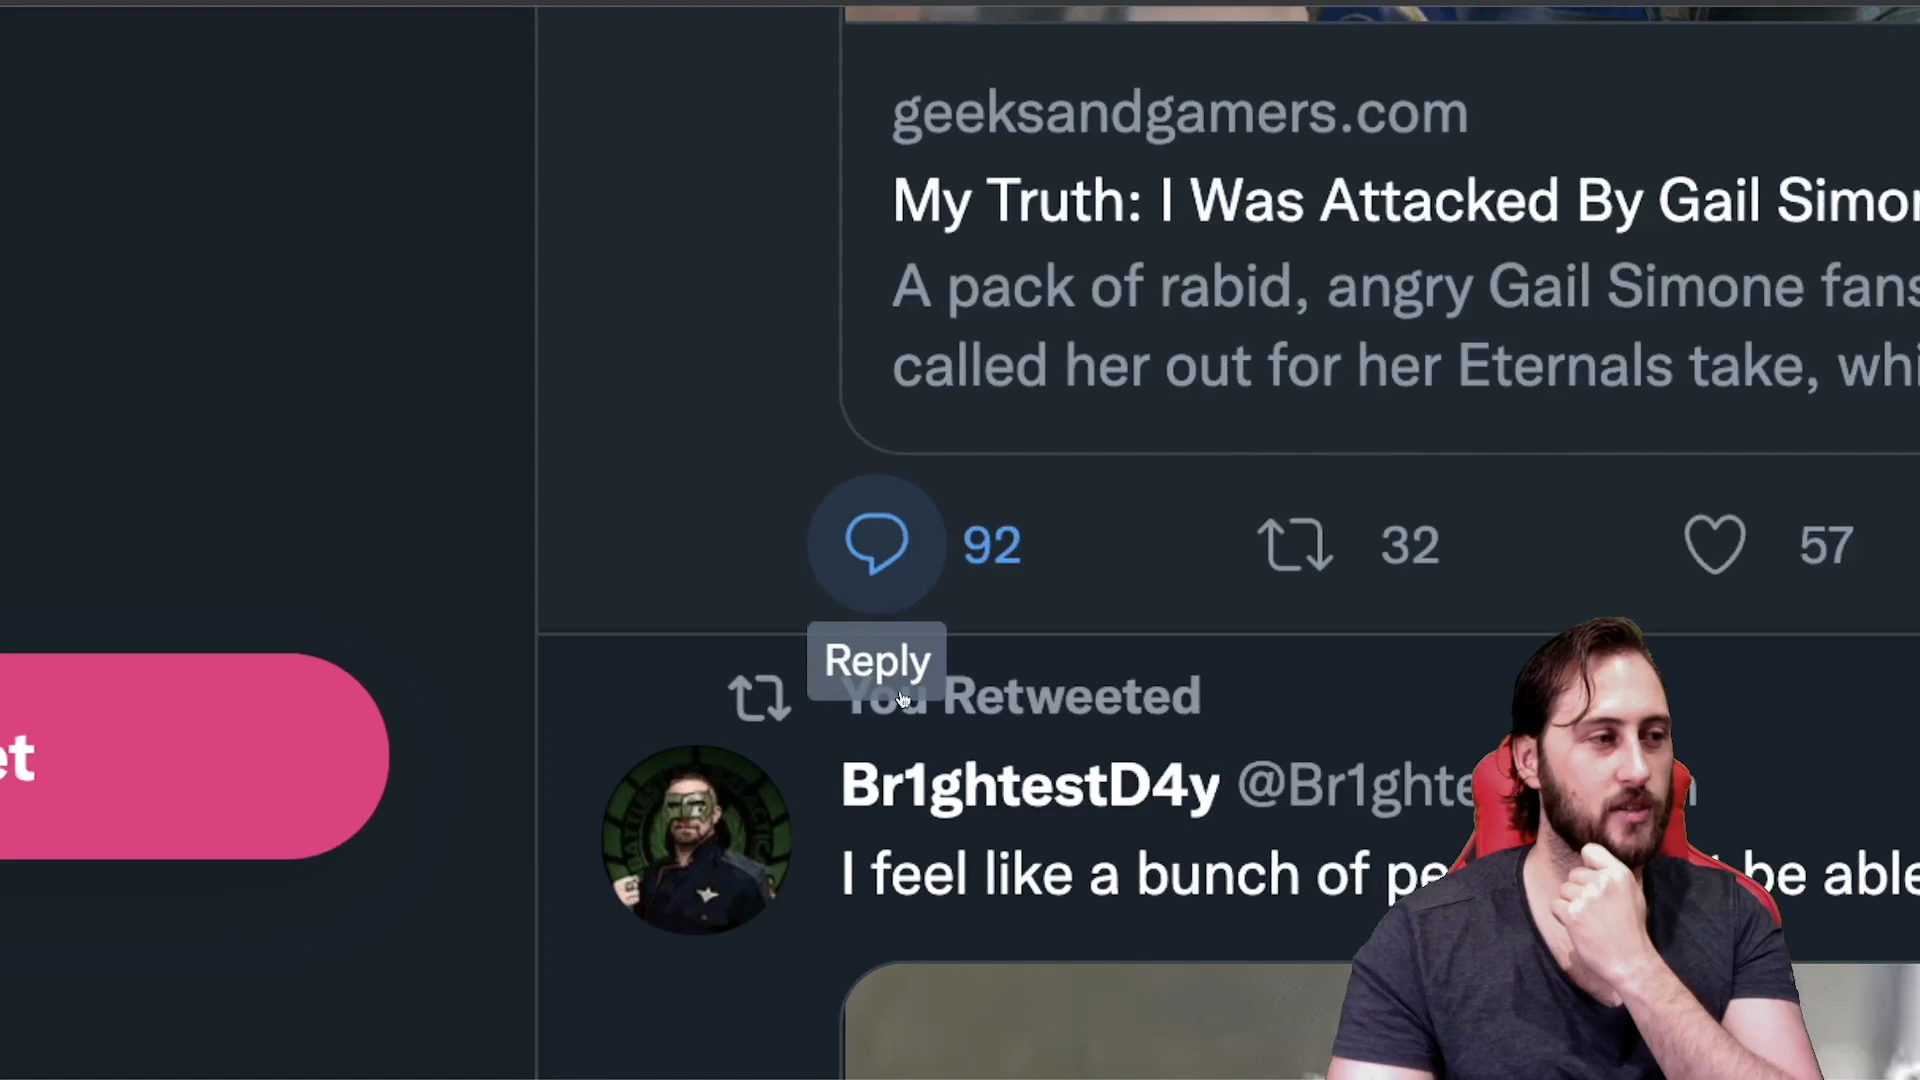 geeksandgamers.com
My Truth: I Was Attacked By Gail Simon
A pack of rabid, angry Gail Simone fans
called her out for her Eternals take, whi
92 32 57
Reply
You Retweeted
et
Br1ghtestD4y @Br1ghte
I feel like a bunch of pe be able